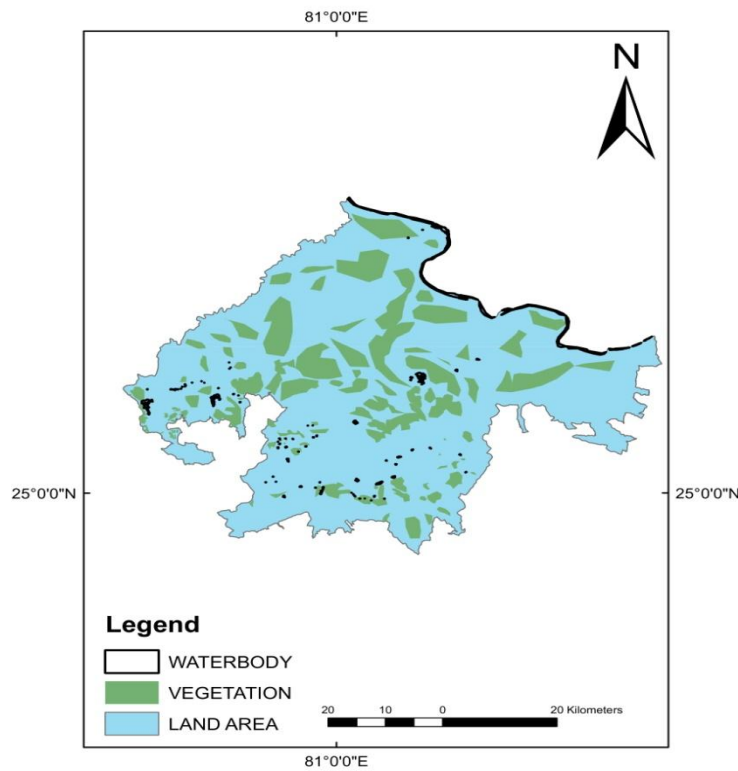 81°0'0"E
N
25°0'0"N
25°0'0"N
Legend
WATERBODY
VEGETATION
LAND AREA
20 10 0 20 Kilometers
81°0'0"E